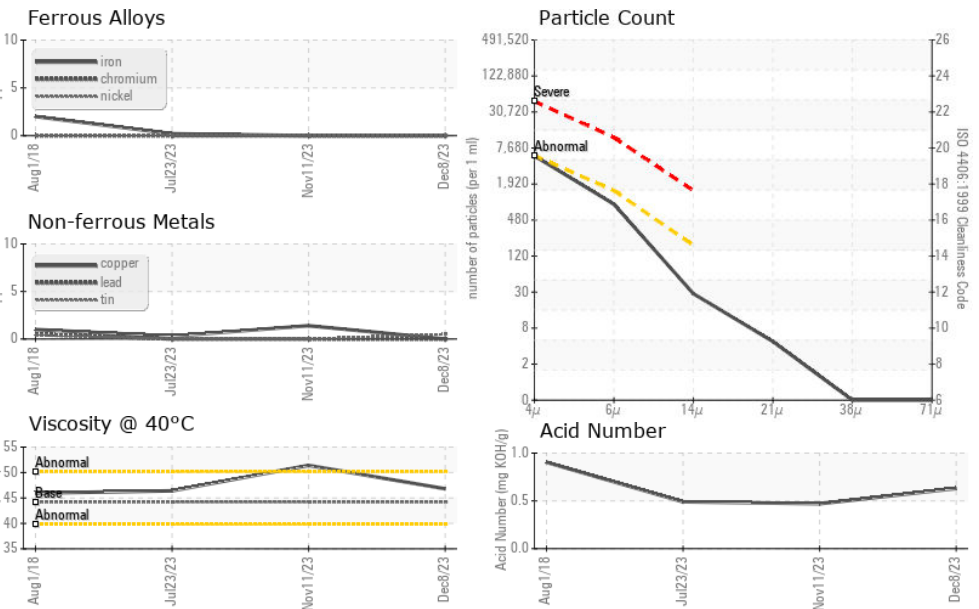 Ferrous Alloys
10
5
0
iron
chromium
nickel
Aug1/18
Jul23/23
Nov11/23
Dec8/23
Non-ferrous Metals
10
5
0
copper
lead
tin
Aug1/18
Jul23/23
Nov11/23
Dec8/23
Viscosity @ 40°C
55
50
45
40
35
Abnormal
Base
Abnormal
Aug1/18
Jul23/23
Nov11/23
Dec8/23
Particle Count
number of particles (per 1 ml)
491,520
122,880
30,720
7,680
1,920
480
120
30
8
2
0
Severe
Abnormal
26
24
22
20
18
16
14
12
10
8
6
ISO 4406:1999 Cleanliness Code
4µ
6µ
14µ
21µ
38µ
71µ
Acid Number
Acid Number (mg KOH/g)
1.0
0.5
0.0
Aug1/18
Jul23/23
Nov11/23
Dec8/23